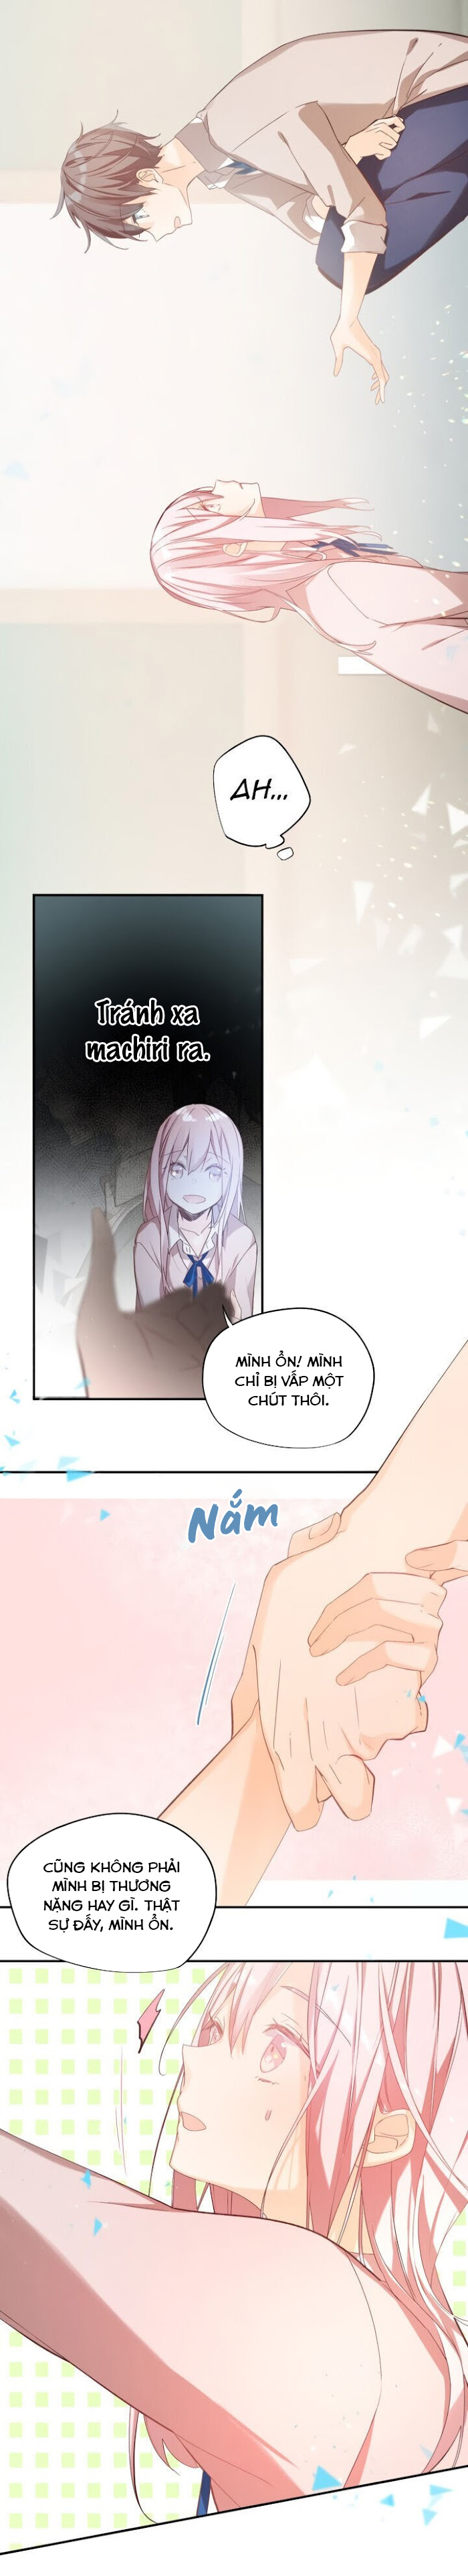 AH...
Tránh xa
machiri ra.
MÌNH ỔN! MÌNH
CHỈ BỊ VẤP MỘT
CHÚT THÔI.
Nắm
CŨNG KHÔNG PHẢI
MÌNH BỊ THƯƠNG
NẶNG HAY GÌ. THẬT
SỰ ĐẤY, MÌNH ỔN.